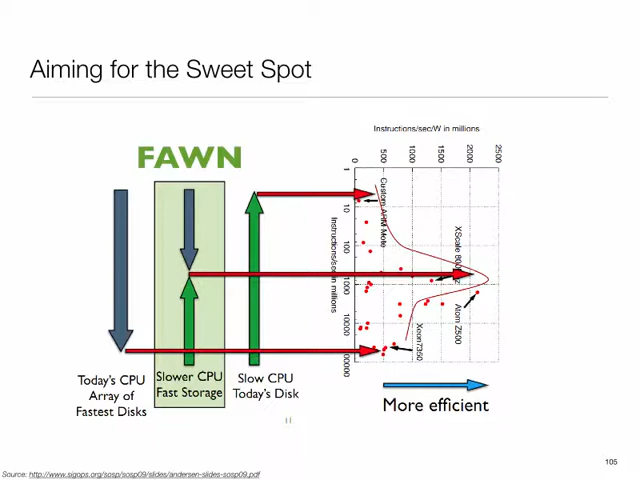 Aiming for the Sweet Spot
Instructions/sec/W in millions
0
500
1000
1500
2000
2500
FAWN
1
10
100
1000
10000
100000
Instructions/sec in millions
Custom ARM Mote
XScale 800MHz
Atom Z500
Xeon7350
Today's CPU
Array of
Fastest Disks
Slower CPU
Fast Storage
Slow CPU
Today's Disk
More efficient
11
105
Source: http://www.sigops.org/sosp/sosp09/slides/andersen-slides-sosp09.pdf